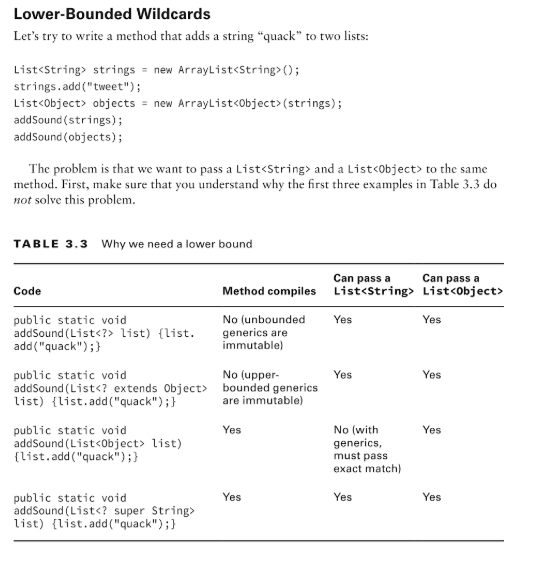 Lower-Bounded Wildcards
Let's try to write a method that adds a string “quack” to two lists:
List<String> strings = new ArrayList<String>();
strings.add("tweet");
List<Object> objects = new ArrayList<Object>(strings);
addSound(strings);
addSound(objects);
The problem is that we want to pass a List<String> and a List<Object> to the same
method. First, make sure that you understand why the first three examples in Table 3.3 do
not solve this problem.
TABLE 3.3 Why we need a lower bound
Code
Method compiles
Can pass a
List<String>
Can pass a
List<Object>
public static void
addSound(List<?> list) {list.
add("quack");}
No (unbounded
generics are
immutable)
Yes
Yes
public static void
addSound(List<? extends Object>
list) {list.add("quack");}
No (upper-
bounded generics
are immutable)
Yes
Yes
public static void
addSound(List<Object> list)
{list.add("quack");}
Yes
No (with
generics,
must pass
exact match)
Yes
public static void
addSound(List<? super String>
list) {list.add("quack");}
Yes
Yes
Yes